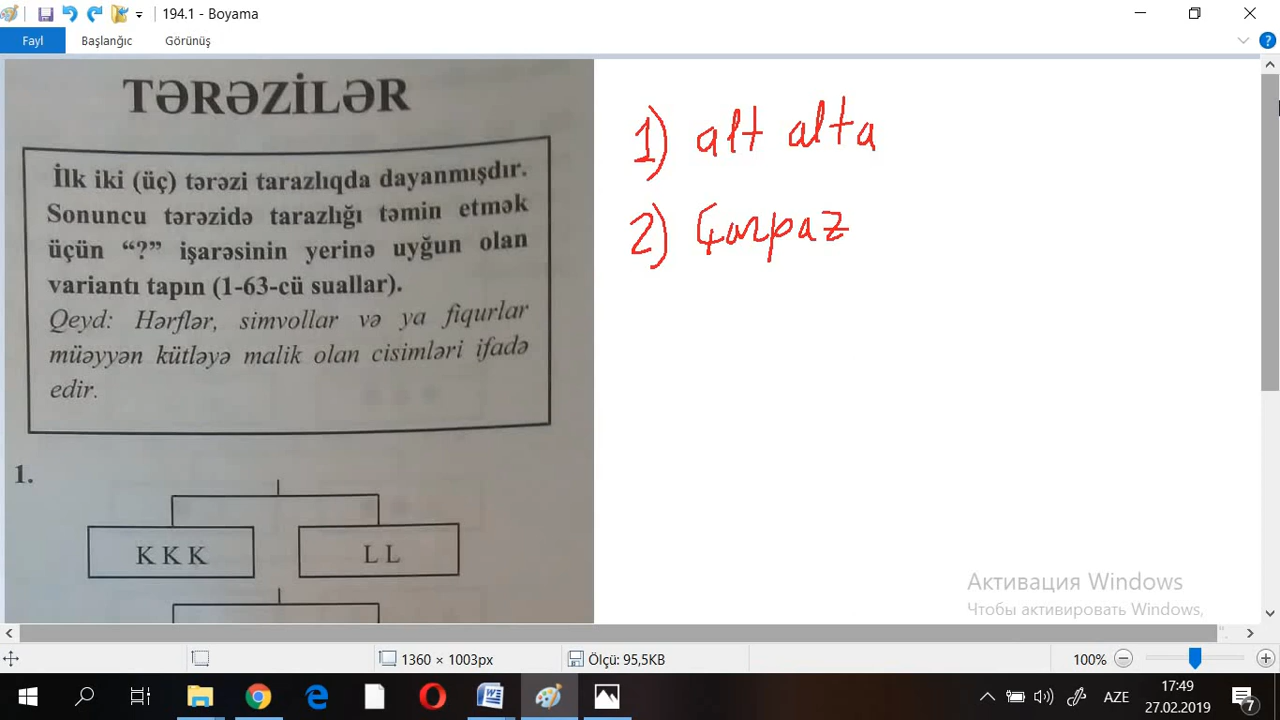 194.1 - Boyama
Fayl
Başlanğıc
Görünüş
TƏRƏZİLƏR
İlk iki (üç) tərəzi tarazlıqda dayanmışdır.
Sonuncu tərəzidə tarazlığı təmin etmək
üçün “?” işarəsinin yerinə uyğun olan
variantı tapın (1-63-cü suallar).
Qeyd: Hərflər, simvollar və ya fiqurlar
müəyyən kütləyə malik olan cisimləri ifadə
edir.
1.
K K K
L L
1) alt alta
2) Çarpaz
Активация Windows
Чтобы активировать Windows,
1360 × 1003px
Ölçü: 95,5KB
100%
AZE
17:49
27.02.2019
7